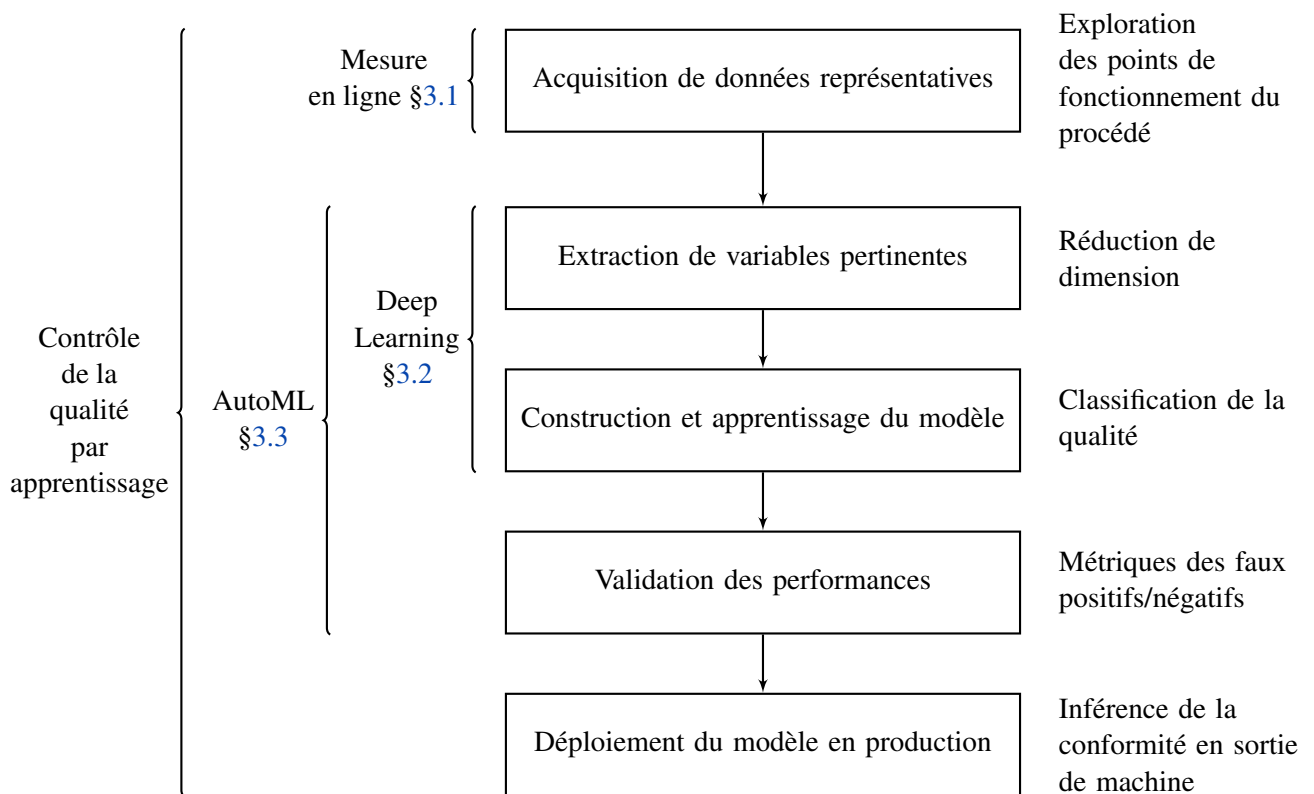 Contrôle
de la
qualité
par
apprentissage
AutoML
§3.3
Mesure
en ligne §3.1
Deep
Learning
§3.2
Acquisition de données représentatives
Exploration
des points de
fonctionnement du
procédé
Extraction de variables pertinentes
Réduction de
dimension
Construction et apprentissage du modèle
Classification de la
qualité
Validation des performances
Métriques des faux
positifs/négatifs
Déploiement du modèle en production
Inférence de la
conformité en sortie
de machine